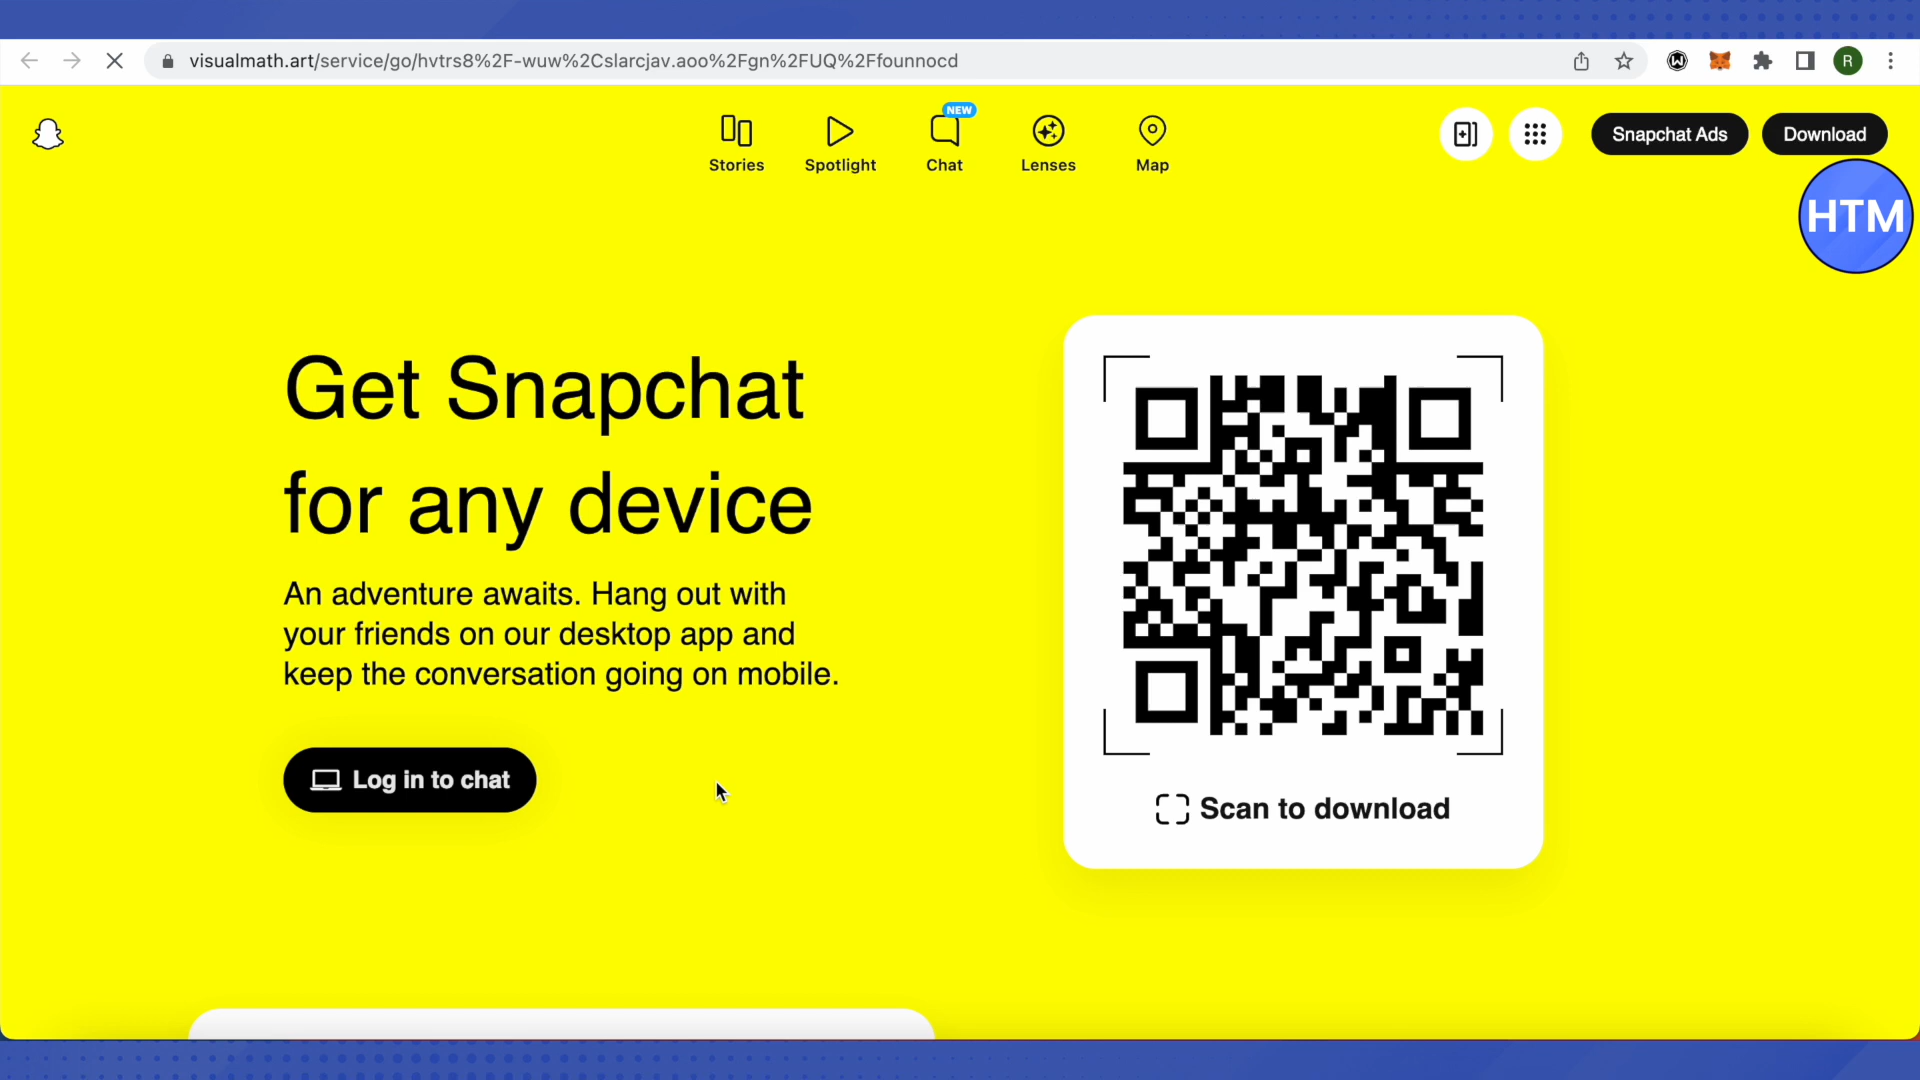 visualmath.art/service/go/hvtrs8%2F-wuw%2Cslarcjav.aoo%2Fgn%2FUQ%2Ffounnocd
R
NEW
Stories
Spotlight
Chat
Lenses
Map
Snapchat Ads
Download
HTM
Get Snapchat
for any device
An adventure awaits. Hang out with
your friends on our desktop app and
keep the conversation going on mobile.
Log in to chat
Scan to download